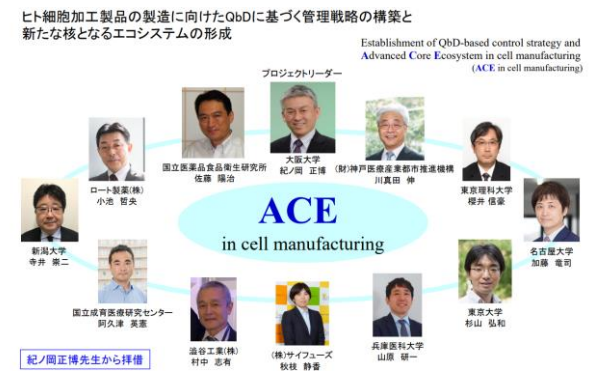 ヒト細胞加工製品の製造に向けたQbDに基づく管理戦略の構築と
新たな核となるエコシステムの形成
Establishment of QbD-based control strategy and
Advanced Core Ecosystem in cell manufacturing
(ACE in cell manufacturing)
プロジェクトリーダー
大阪大学
紀ノ岡 正博
国立医薬品食品衛生研究所
佐藤 陽治
(財)神戸医療産業都市推進機構
川真田 伸
ロート製薬(株)
小池 哲央
東京理科大学
櫻井 信豪
ACE
in cell manufacturing
新潟大学
寺井 崇二
名古屋大学
加藤 竜司
国立成育医療研究センター
阿久津 英憲
東京大学
杉山 弘和
澁谷工業(株)
村中 志有
(株)サイフューズ
秋枝 静香
兵庫医科大学
山原 研一
紀ノ岡正博先生から拝借